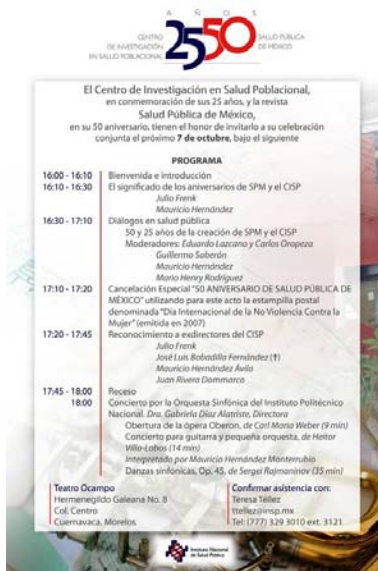 AÑOS
CENTRO
DE INVESTIGACIÓN
EN SALUD POBLACIONAL
25 50
SALUD PÚBLICA
DE MÉXICO
El Centro de Investigación en Salud Poblacional,
en conmemoración de sus 25 años, y la revista
Salud Pública de México,
en su 50 aniversario, tienen el honor de invitarlo a su celebración
conjunta el próximo 7 de octubre, bajo el siguiente
PROGRAMA
16:00 - 16:10 Bienvenida e introducción
16:10 - 16:30 El significado de los aniversarios de SPM y el CISP
Julio Frenk
Mauricio Hernández
16:30 - 17:10 Diálogos en salud pública
50 y 25 años de la creación de SPM y el CISP
Moderadores: Eduardo Lazcano y Carlos Oropeza
Guillermo Soberón
Mauricio Hernández
Mario Henry Rodríguez
17:10 - 17:20 Cancelación Especial "50 ANIVERSARIO DE SALUD PÚBLICA DE
MÉXICO" utilizando para este acto la estampilla postal
denominada "Día Internacional de la No Violencia Contra la
Mujer" (emitida en 2007)
17:20 - 17:45 Reconocimiento a exdirectores del CISP
Julio Frenk
José Luis Bobadilla Fernández (†)
Mauricio Hernández Ávila
Juan Rivera Dommarco
17:45 - 18:00 Receso
18:00 Concierto por la Orquesta Sinfónica del Instituto Politécnico
Nacional. Dra. Gabriela Díaz Alatriste, Directora
Obertura de la ópera Oberon, de Carl Maria Weber (9 min)
Concierto para guitarra y pequeña orquesta, de Heitor
Villa-Lobos (14 min)
Interpretado por Mauricio Hernández Monterrubio
Danzas sinfónicas, Op. 45, de Sergei Rajmaninov (35 min)
Teatro Ocampo
Hermenegildo Galeana No. 8
Col. Centro
Cuernavaca, Morelos
Confirmar asistencia con:
Teresa Téllez
ttellez@insp.mx
Tel: (777) 329 3010 ext. 3121
Instituto Nacional
de Salud Pública